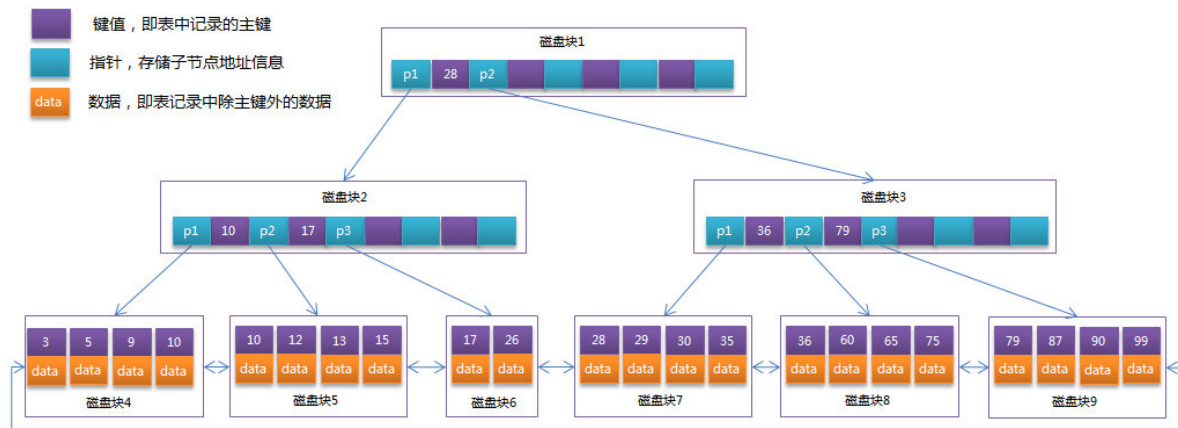 键值，即表中记录的主键
指针，存储子节点地址信息
data 数据，即表记录中除主键外的数据
磁盘块1
p1 28 p2
磁盘块2
p1 10 p2 17 p3
磁盘块3
p1 36 p2 79 p3
3 5 9 10
data data data data
磁盘块4
10 12 13 15
data data data data
磁盘块5
17 26
data data
磁盘块6
28 29 30 35
data data data data
磁盘块7
36 60 65 75
data data data data
磁盘块8
79 87 90 99
data data data data
磁盘块9